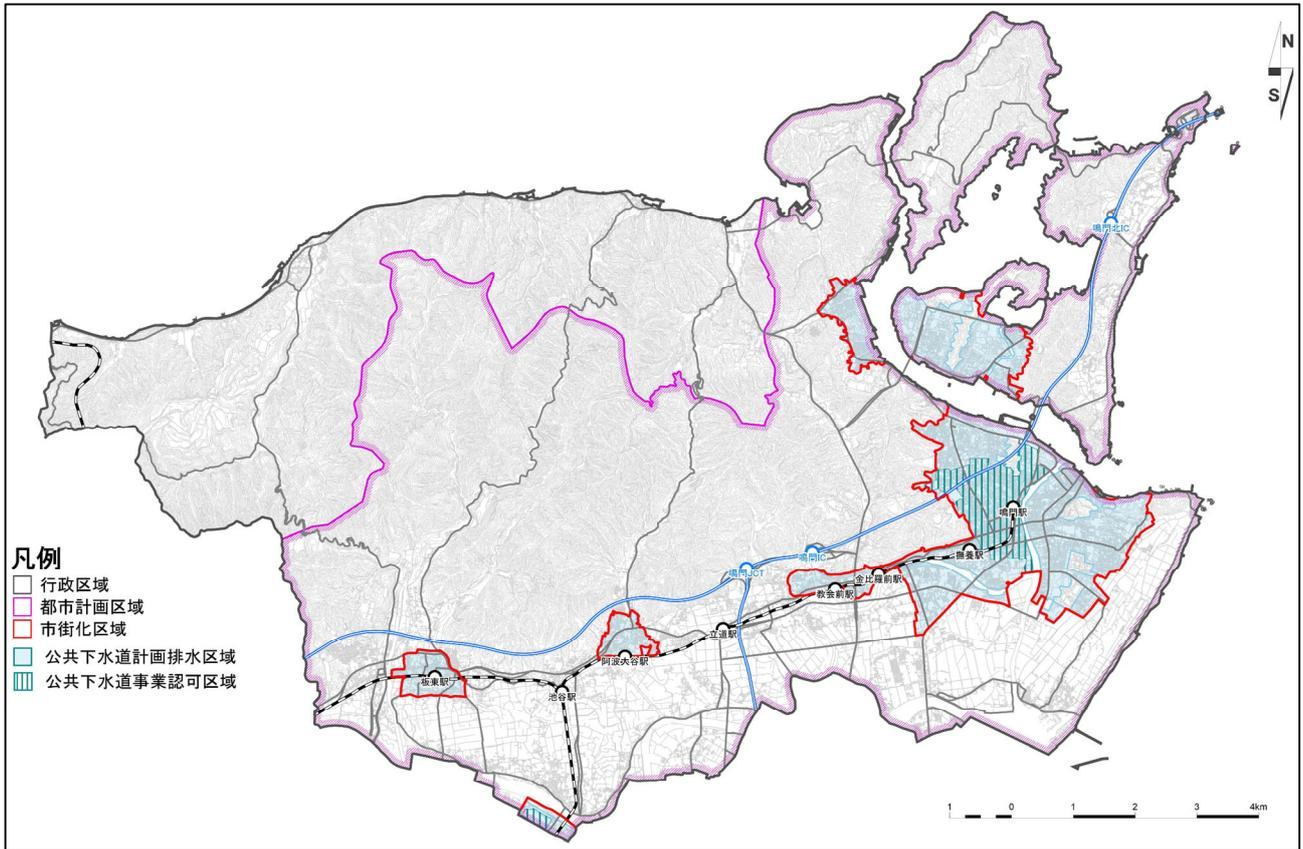 N
S
鳴門北IC
鳴門駅
撫養駅
鳴門IC
鳴門JCT
金比羅前駅
教会前駅
立道駅
阿波大谷駅
板東駅
池谷駅
凡例
行政区域
都市計画区域
市街化区域
公共下水道計画排水区域
公共下水道事業認可区域
1 0 1 2 3 4km